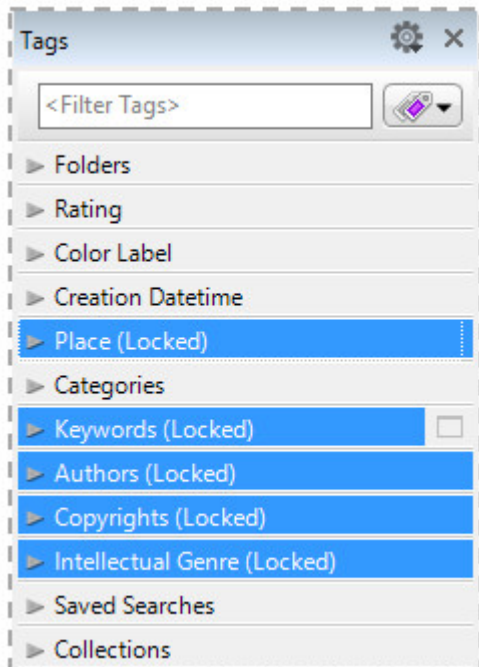 Tags
<Filter Tags>
Folders
Rating
Color Label
Creation Datetime
Place (Locked)
Categories
Keywords (Locked)
Authors (Locked)
Copyrights (Locked)
Intellectual Genre (Locked)
Saved Searches
Collections